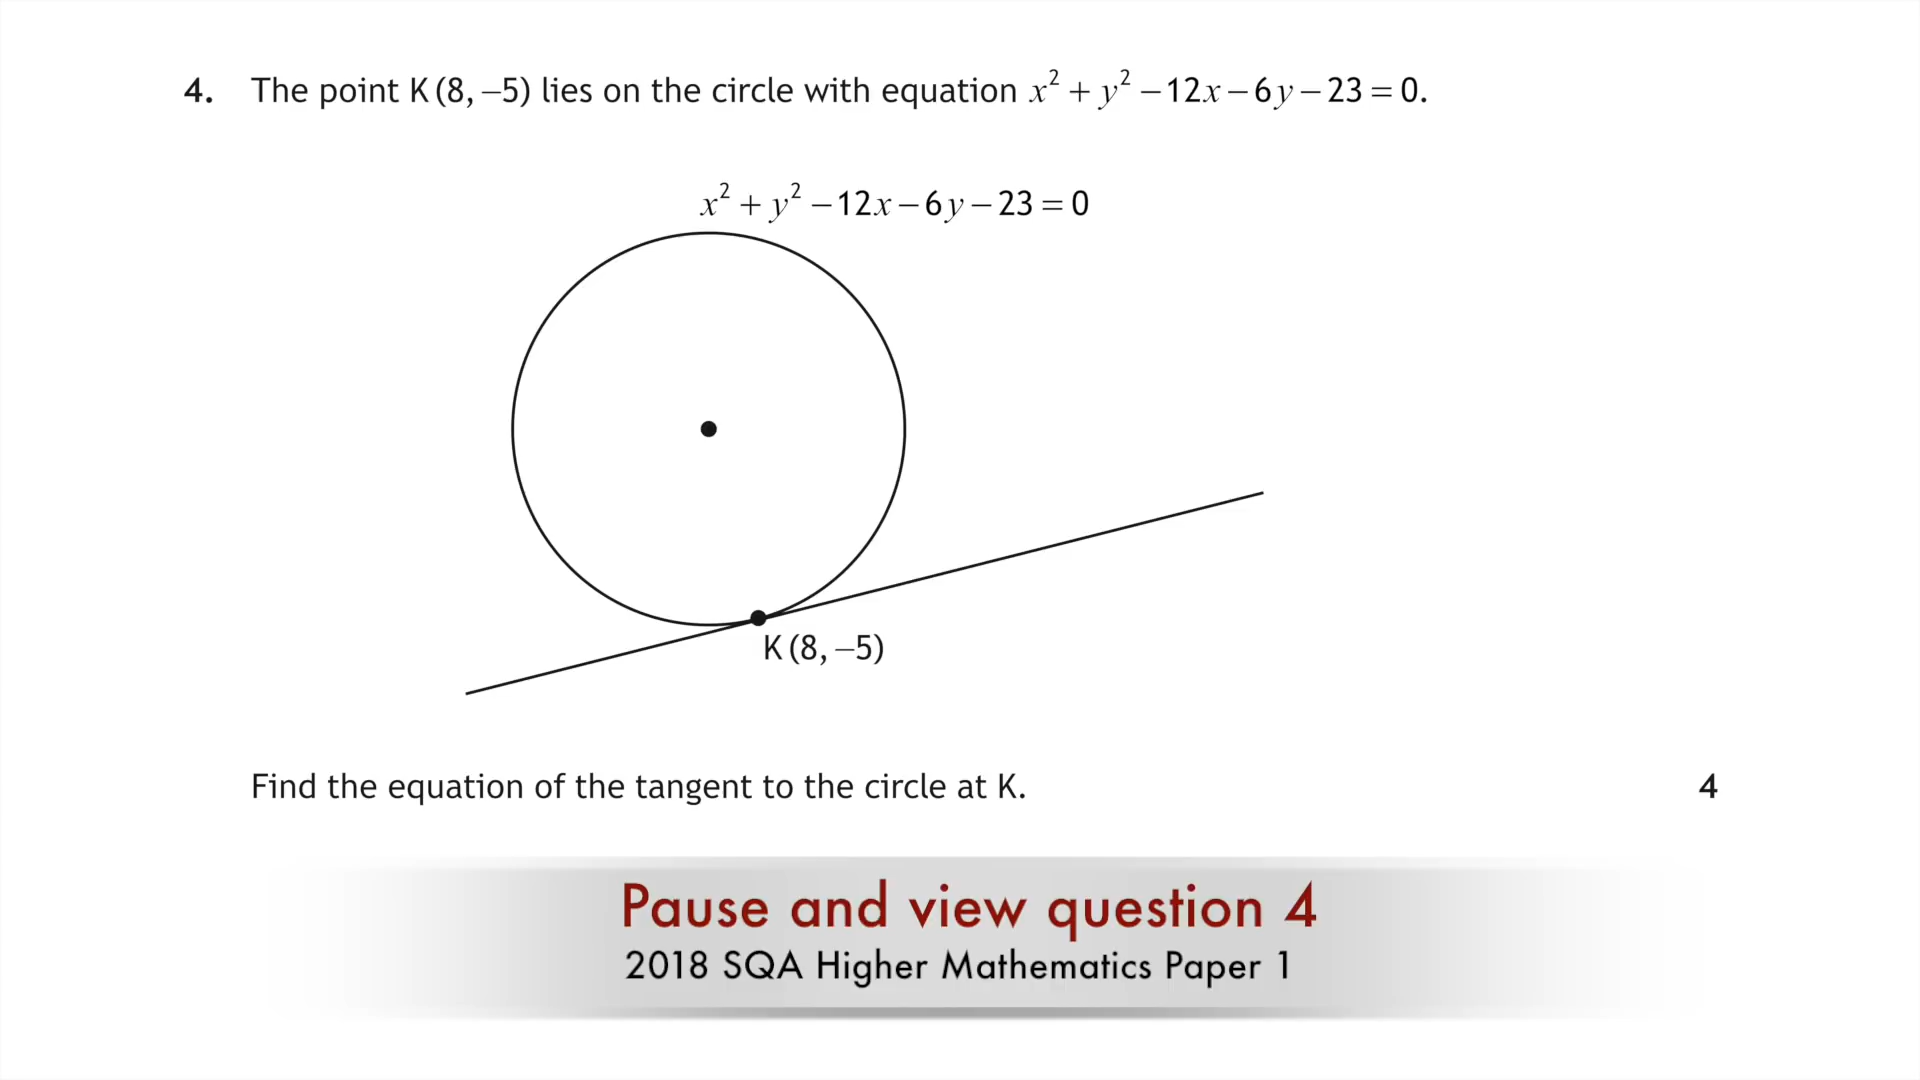 4. The point K (8, –5) lies on the circle with equation x² + y² – 12x – 6y – 23 = 0.
x² + y² – 12x – 6y – 23 = 0
K (8, –5)
Find the equation of the tangent to the circle at K. 4
Pause and view question 4
2018 SQA Higher Mathematics Paper 1